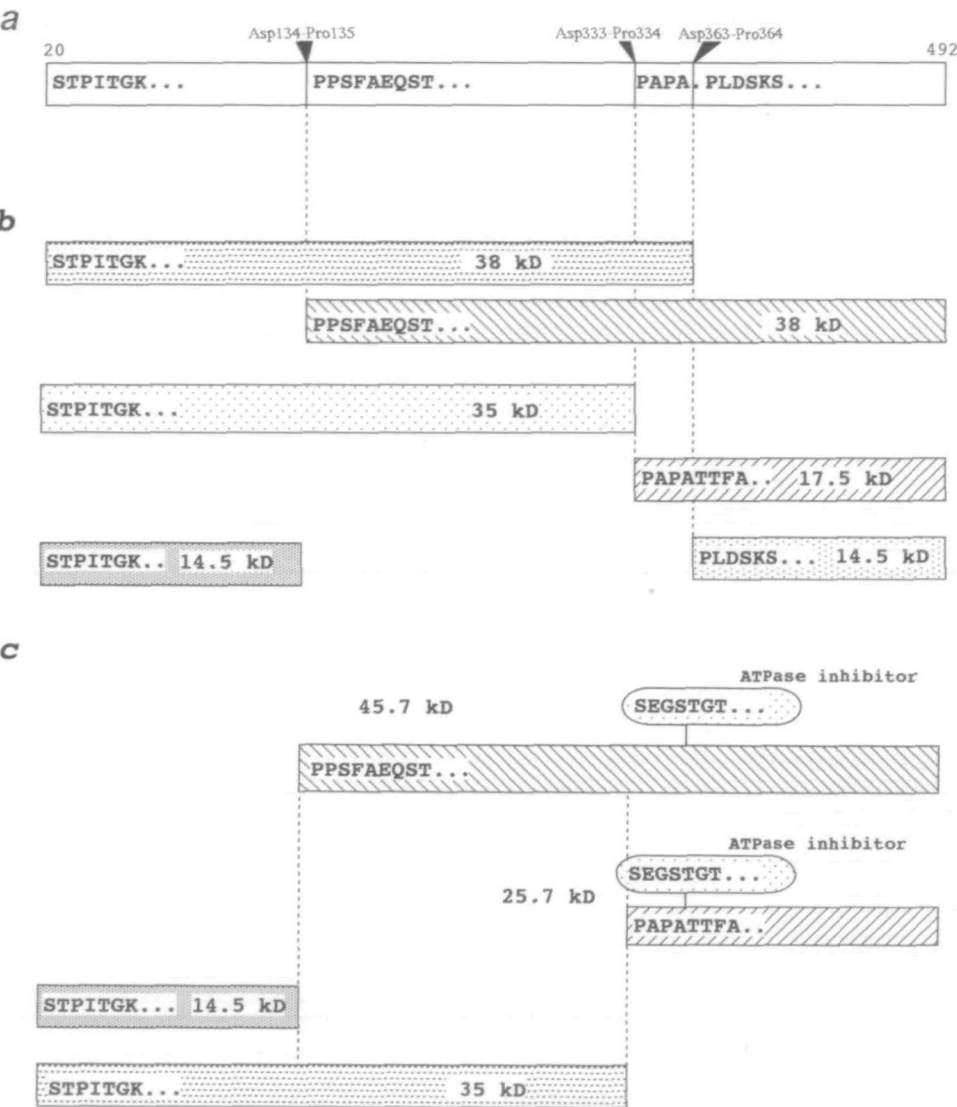 a
Asp134-Pro135 Asp333-Pro334 Asp363-Pro364
20 492
STPITGK... PPSFAEQST... PAPA.PLDSKS...
b
STPITGK... 38 kD
PPSFAEQST... 38 kD
STPITGK... 35 kD
PAPATTFA.. 17.5 kD
STPITGK.. 14.5 kD PLDSKS... 14.5 kD
c
ATPase inhibitor
45.7 kD SEGSTGT...
PPSFAEQST...
ATPase inhibitor
SEGSTGT...
25.7 kD
PAPATTFA..
STPITGK... 14.5 kD
STPITGK... 35 kD